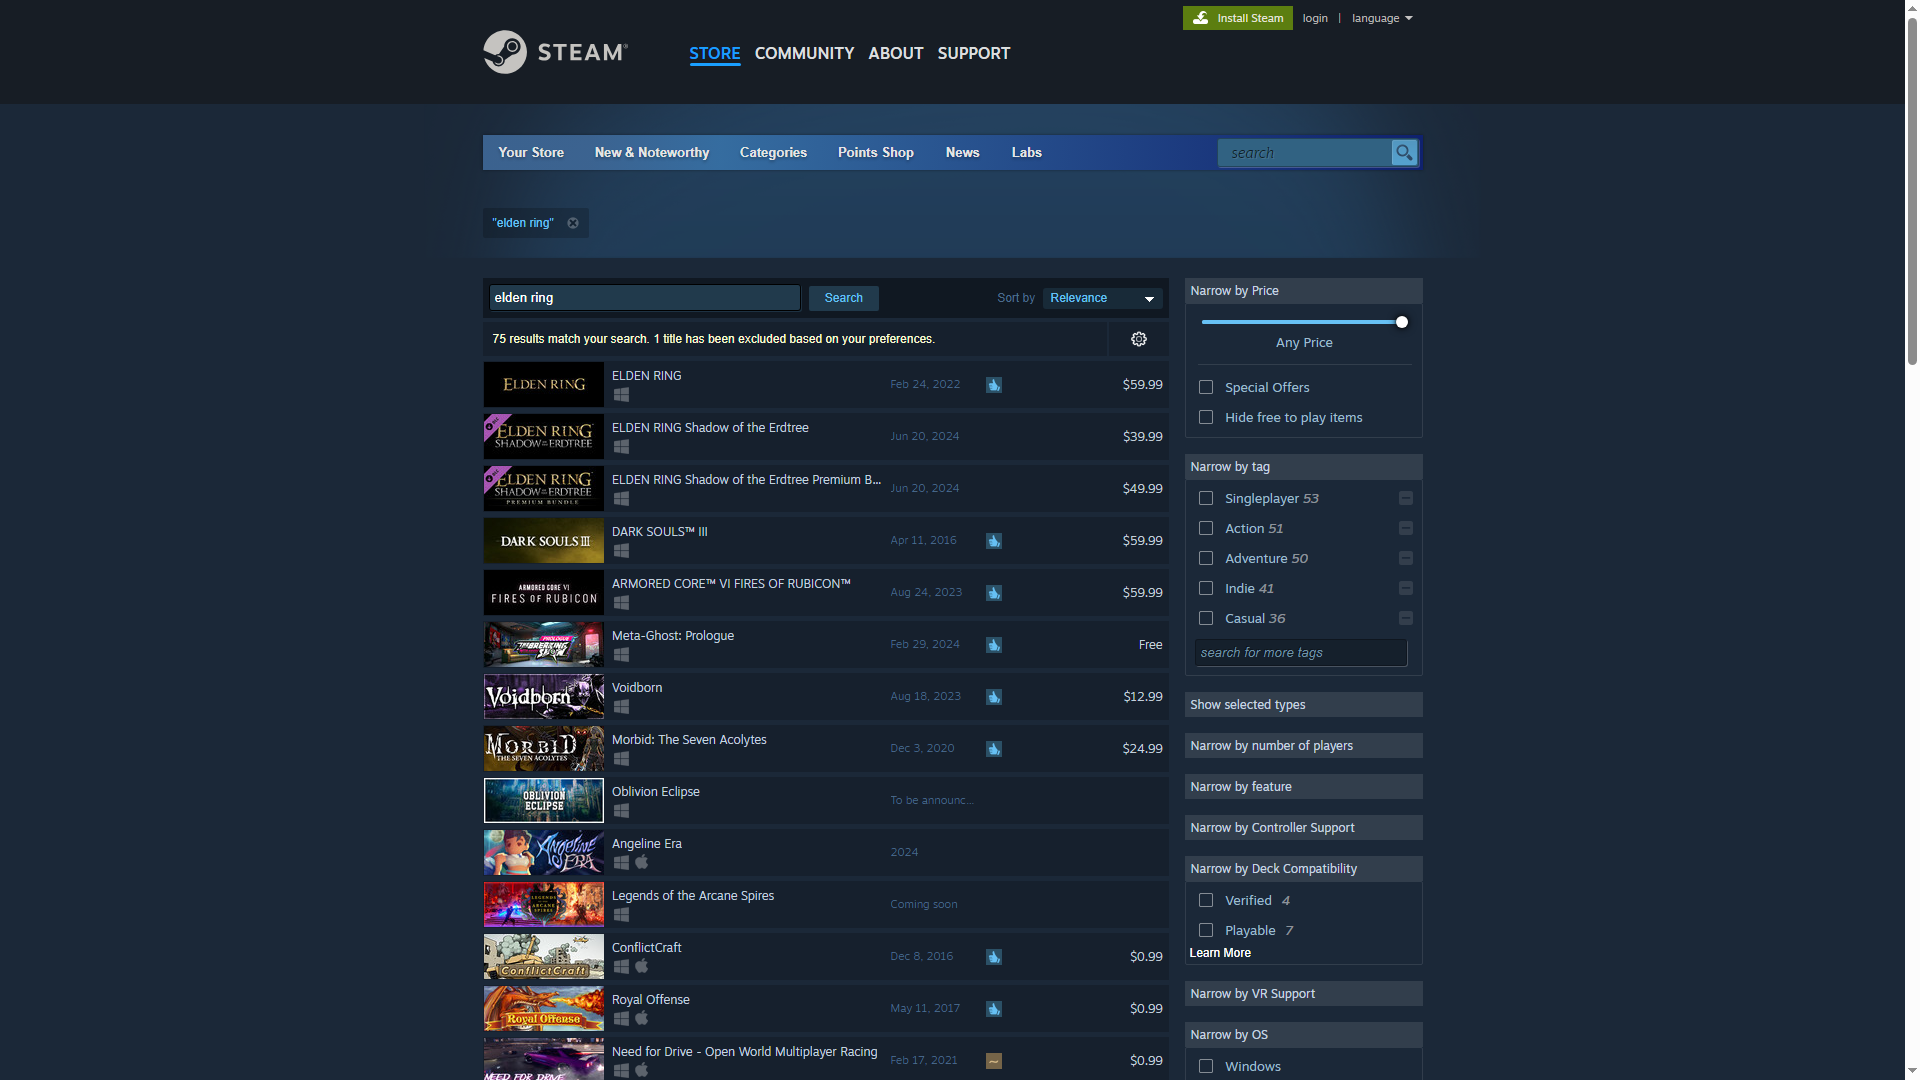 Install Steam
login | language
STEAM
STORE COMMUNITY ABOUT SUPPORT
Your Store New & Noteworthy Categories Points Shop News Labs search
"elden ring"
elden ring Search Sort by Relevance
75 results match your search. 1 title has been excluded based on your preferences.
ELDEN RING
ELDEN RING Feb 24, 2022 $59.99
ELDEN RING
SHADOW OF THE ERDTREE
ELDEN RING Shadow of the Erdtree Jun 20, 2024 $39.99
ELDEN RING
SHADOW OF THE ERDTREE
PREMIUM BUNDLE
ELDEN RING Shadow of the Erdtree Premium B... Jun 20, 2024 $49.99
DARK SOULS III
DARK SOULS™ III Apr 11, 2016 $59.99
ARMORED CORE VI
FIRES OF RUBICON
ARMORED CORE™ VI FIRES OF RUBICON™ Aug 24, 2023 $59.99
PROLOGUE
Meta-Ghost: Prologue Feb 29, 2024 Free
Voidborn
Voidborn Aug 18, 2023 $12.99
MORBID
THE SEVEN ACOLYTES
Morbid: The Seven Acolytes Dec 3, 2020 $24.99
OBLIVION
ECLIPSE
Oblivion Eclipse To be announc...
ANGELINE
ERA
Angeline Era 2024
LEGENDS
OF THE
ARCANE
SPIRES
Legends of the Arcane Spires Coming soon
ConflictCraft
ConflictCraft Dec 8, 2016 $0.99
Royal Offense
Royal Offense May 11, 2017 $0.99
NEED FOR DRIVE
Need for Drive - Open World Multiplayer Racing Feb 17, 2021 $0.99
Narrow by Price
Any Price
Special Offers
Hide free to play items
Narrow by tag
Singleplayer 53
Action 51
Adventure 50
Indie 41
Casual 36
search for more tags
Show selected types
Narrow by number of players
Narrow by feature
Narrow by Controller Support
Narrow by Deck Compatibility
Verified 4
Playable 7
Learn More
Narrow by VR Support
Narrow by OS
Windows